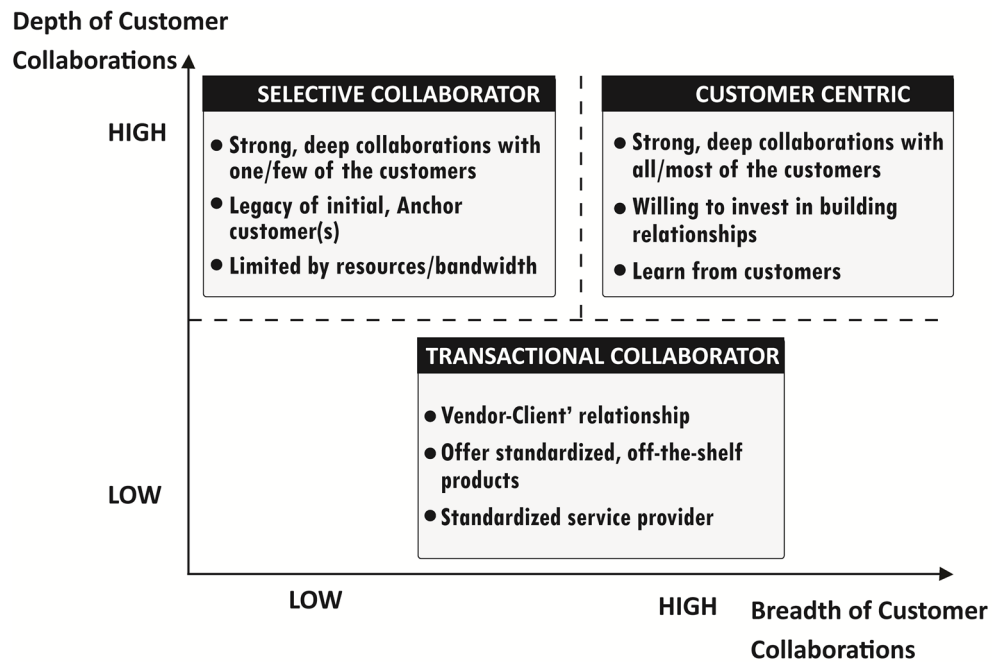 Depth of Customer
Collaborations
HIGH
SELECTIVE COLLABORATOR
● Strong, deep collaborations with
one/few of the customers
● Legacy of initial, Anchor
customer(s)
● Limited by resources/bandwidth
CUSTOMER CENTRIC
● Strong, deep collaborations with
all/most of the customers
● Willing to invest in building
relationships
● Learn from customers
LOW
TRANSACTIONAL COLLABORATOR
● Vendor-Client’ relationship
● Offer standardized, off-the-shelf
products
● Standardized service provider
LOW
HIGH
Breadth of Customer
Collaborations